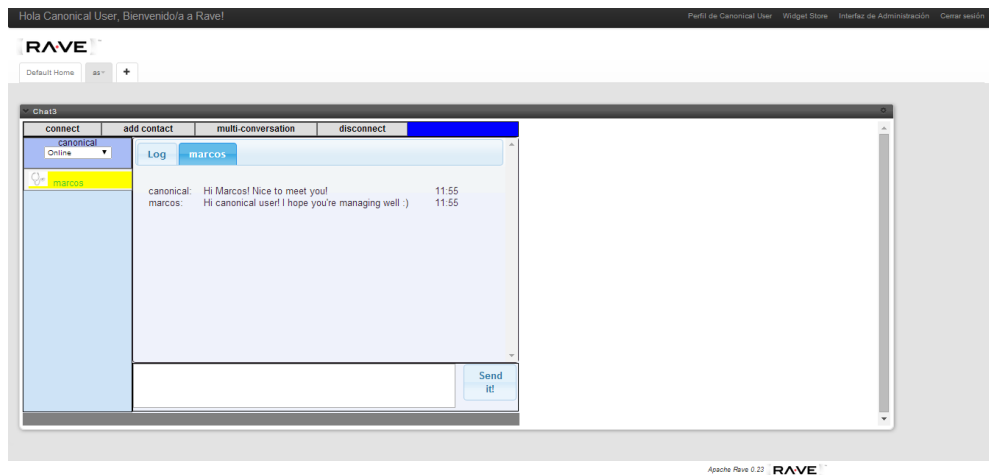 Hola Canonical User, Bienvenido/a a Rave!
Perfil de Canonical User Widget Store Interfaz de Administración Cerrar sesión
RAVE
Default Home as +
Chat3
connect add contact multi-conversation disconnect
canonical
Online
Log marcos
marcos
canonical: Hi Marcos! Nice to meet you! 11:55
marcos: Hi canonical user! I hope you're managing well :) 11:55
Send
it!
Apache Rave 0.23 RAVE